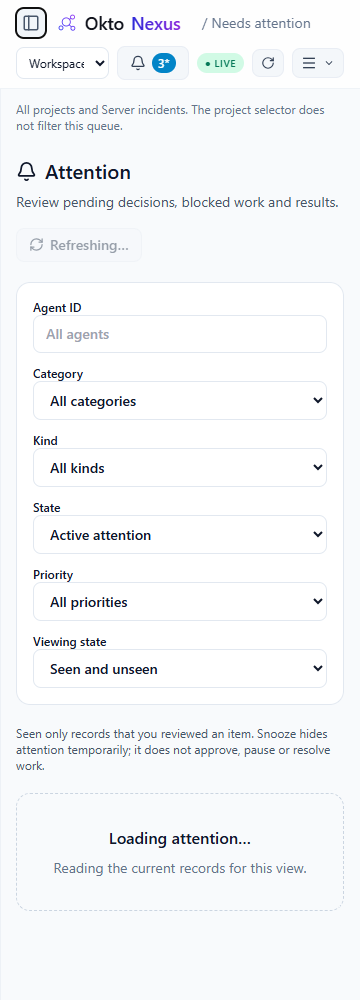 Okto Nexus / Needs attention
Workspace 3* LIVE
All projects and Server incidents. The project selector does
not filter this queue.
Attention
Review pending decisions, blocked work and results.
Refreshing...
Agent ID
All agents
Category
All categories
Kind
All kinds
State
Active attention
Priority
All priorities
Viewing state
Seen and unseen
Seen only records that you reviewed an item. Snooze hides
attention temporarily; it does not approve, pause or resolve
work.
Loading attention...
Reading the current records for this view.